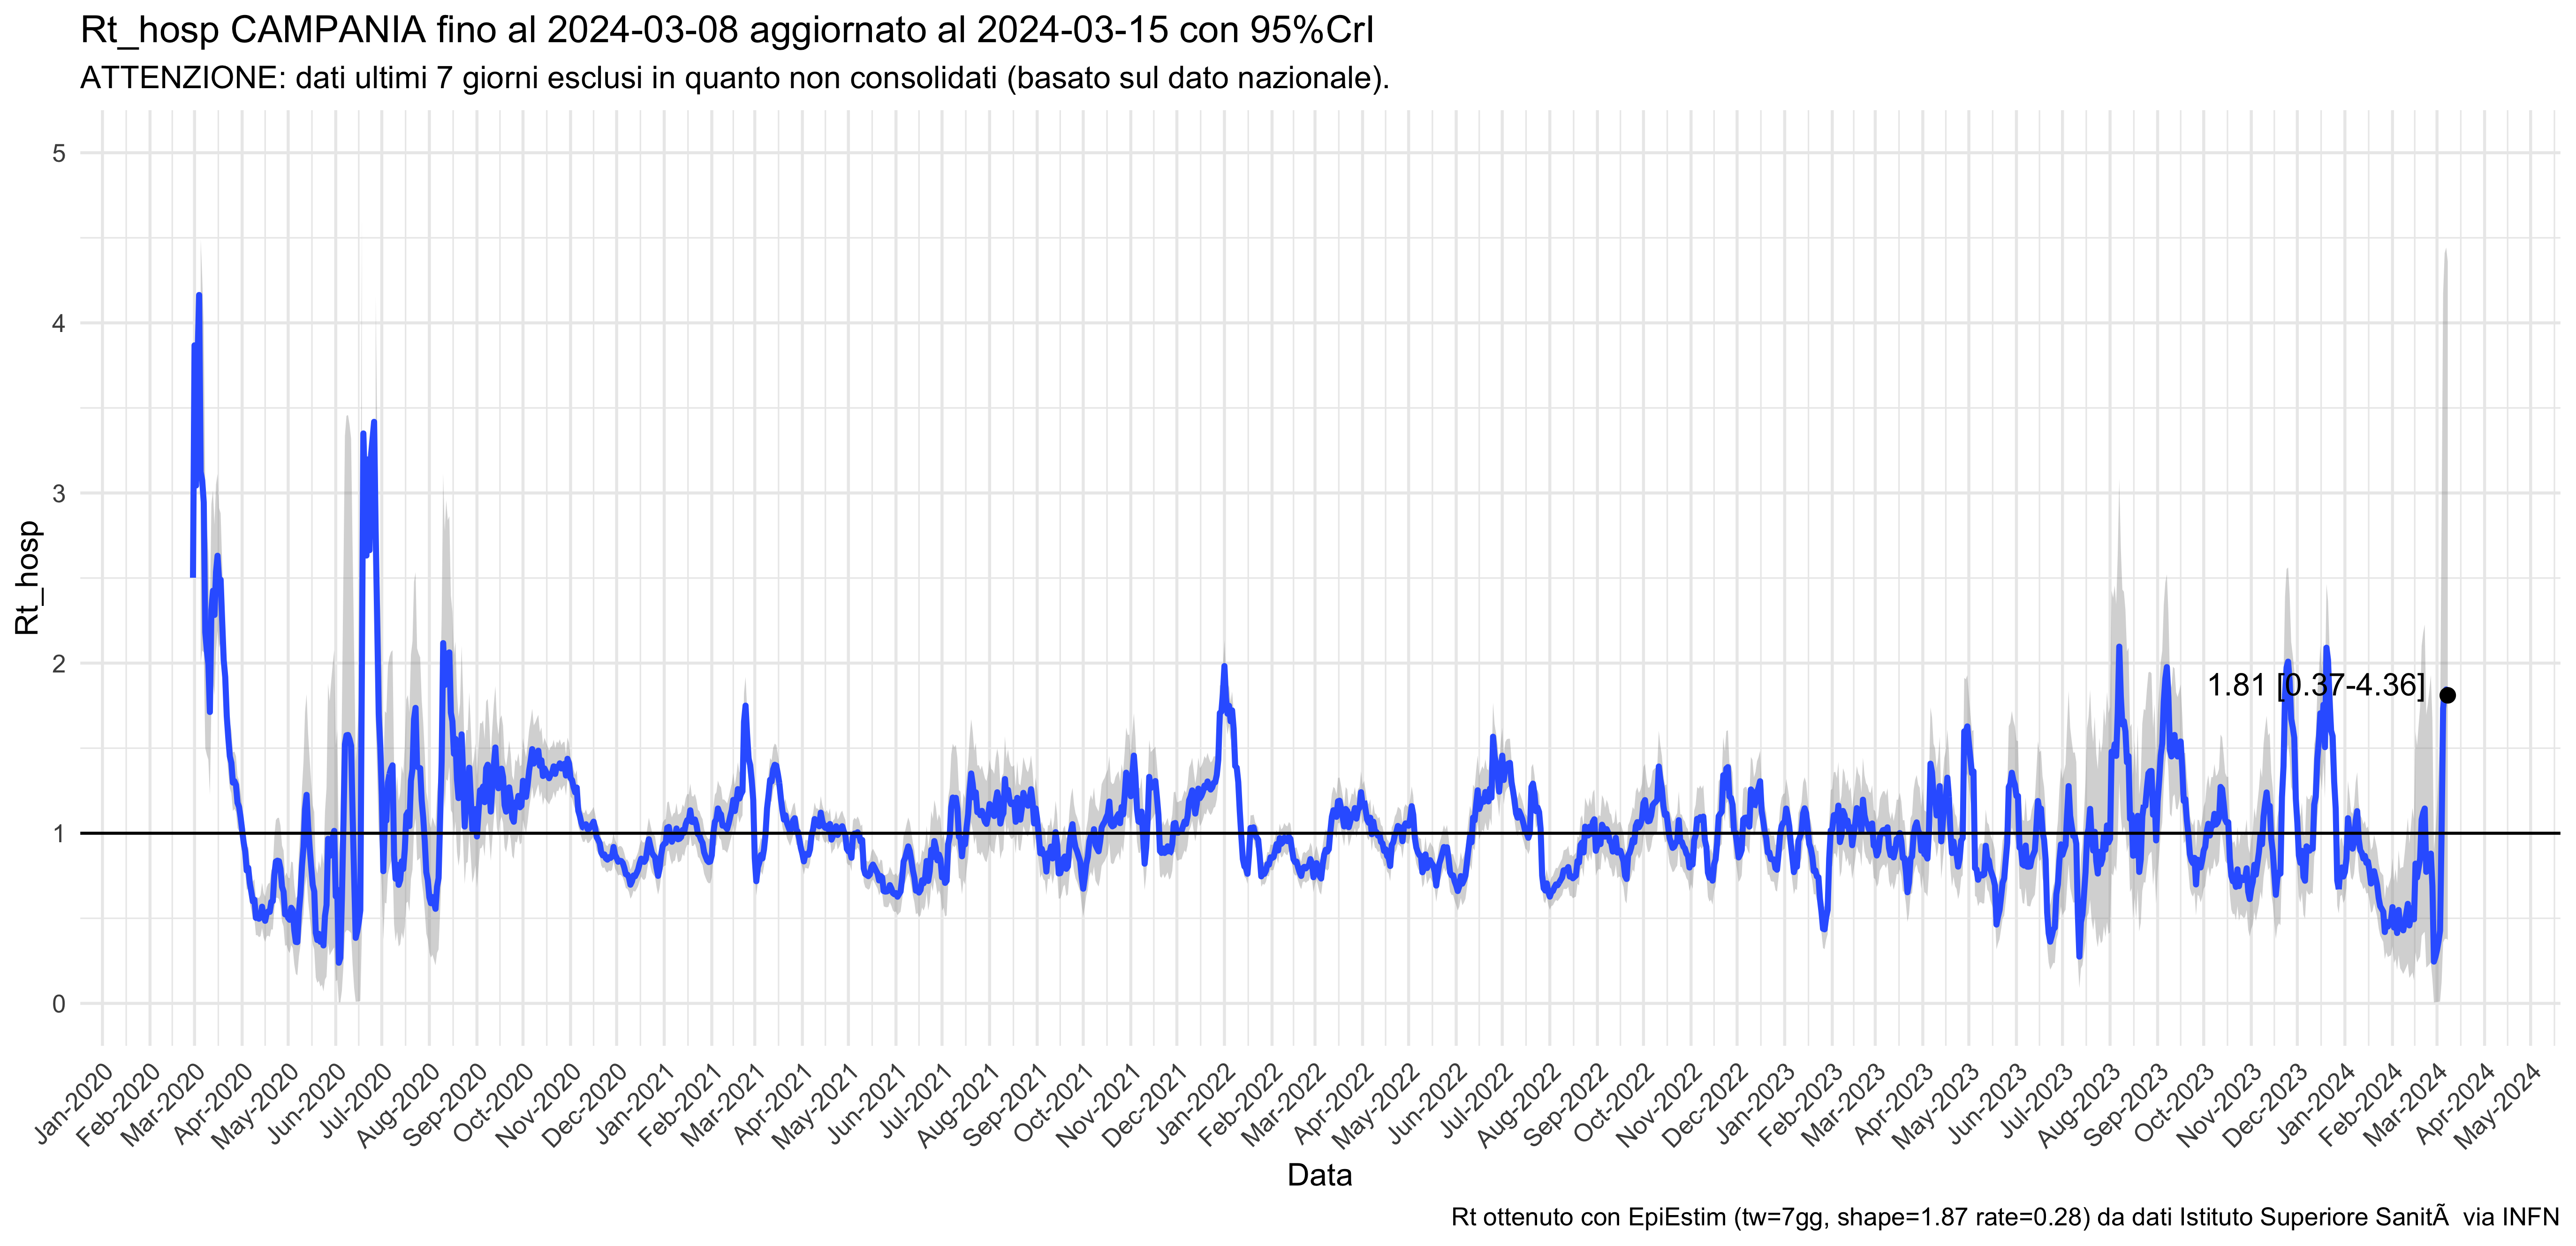 Rt_hosp CAMPANIA fino al 2024-03-08 aggiornato al 2024-03-15 con 95%CrI
ATTENZIONE: dati ultimi 7 giorni esclusi in quanto non consolidati (basato sul dato nazionale).
5
4
3
2
1
0
Rt_hosp
1.81 [0.37-4.36]
Jan-2020
Feb-2020
Mar-2020
Apr-2020
May-2020
Jun-2020
Jul-2020
Aug-2020
Sep-2020
Oct-2020
Nov-2020
Dec-2020
Jan-2021
Feb-2021
Mar-2021
Apr-2021
May-2021
Jun-2021
Jul-2021
Aug-2021
Sep-2021
Oct-2021
Nov-2021
Dec-2021
Jan-2022
Feb-2022
Mar-2022
Apr-2022
May-2022
Jun-2022
Jul-2022
Aug-2022
Sep-2022
Oct-2022
Nov-2022
Dec-2022
Jan-2023
Feb-2023
Mar-2023
Apr-2023
May-2023
Jun-2023
Jul-2023
Aug-2023
Sep-2023
Oct-2023
Nov-2023
Dec-2023
Jan-2024
Feb-2024
Mar-2024
Apr-2024
May-2024
Data
Rt ottenuto con EpiEstim (tw=7gg, shape=1.87 rate=0.28) da dati Istituto Superiore SanitÃ  via INFN